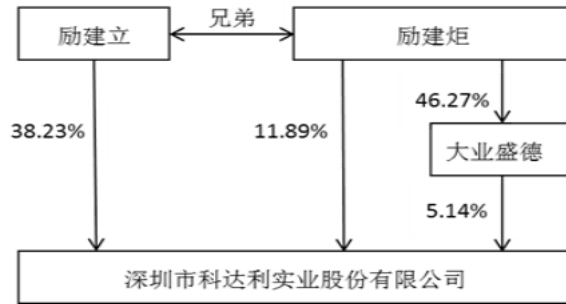 兄弟
励建立
励建炬
38.23%
11.89%
46.27%
大业盛德
5.14%
深圳市科达利实业股份有限公司